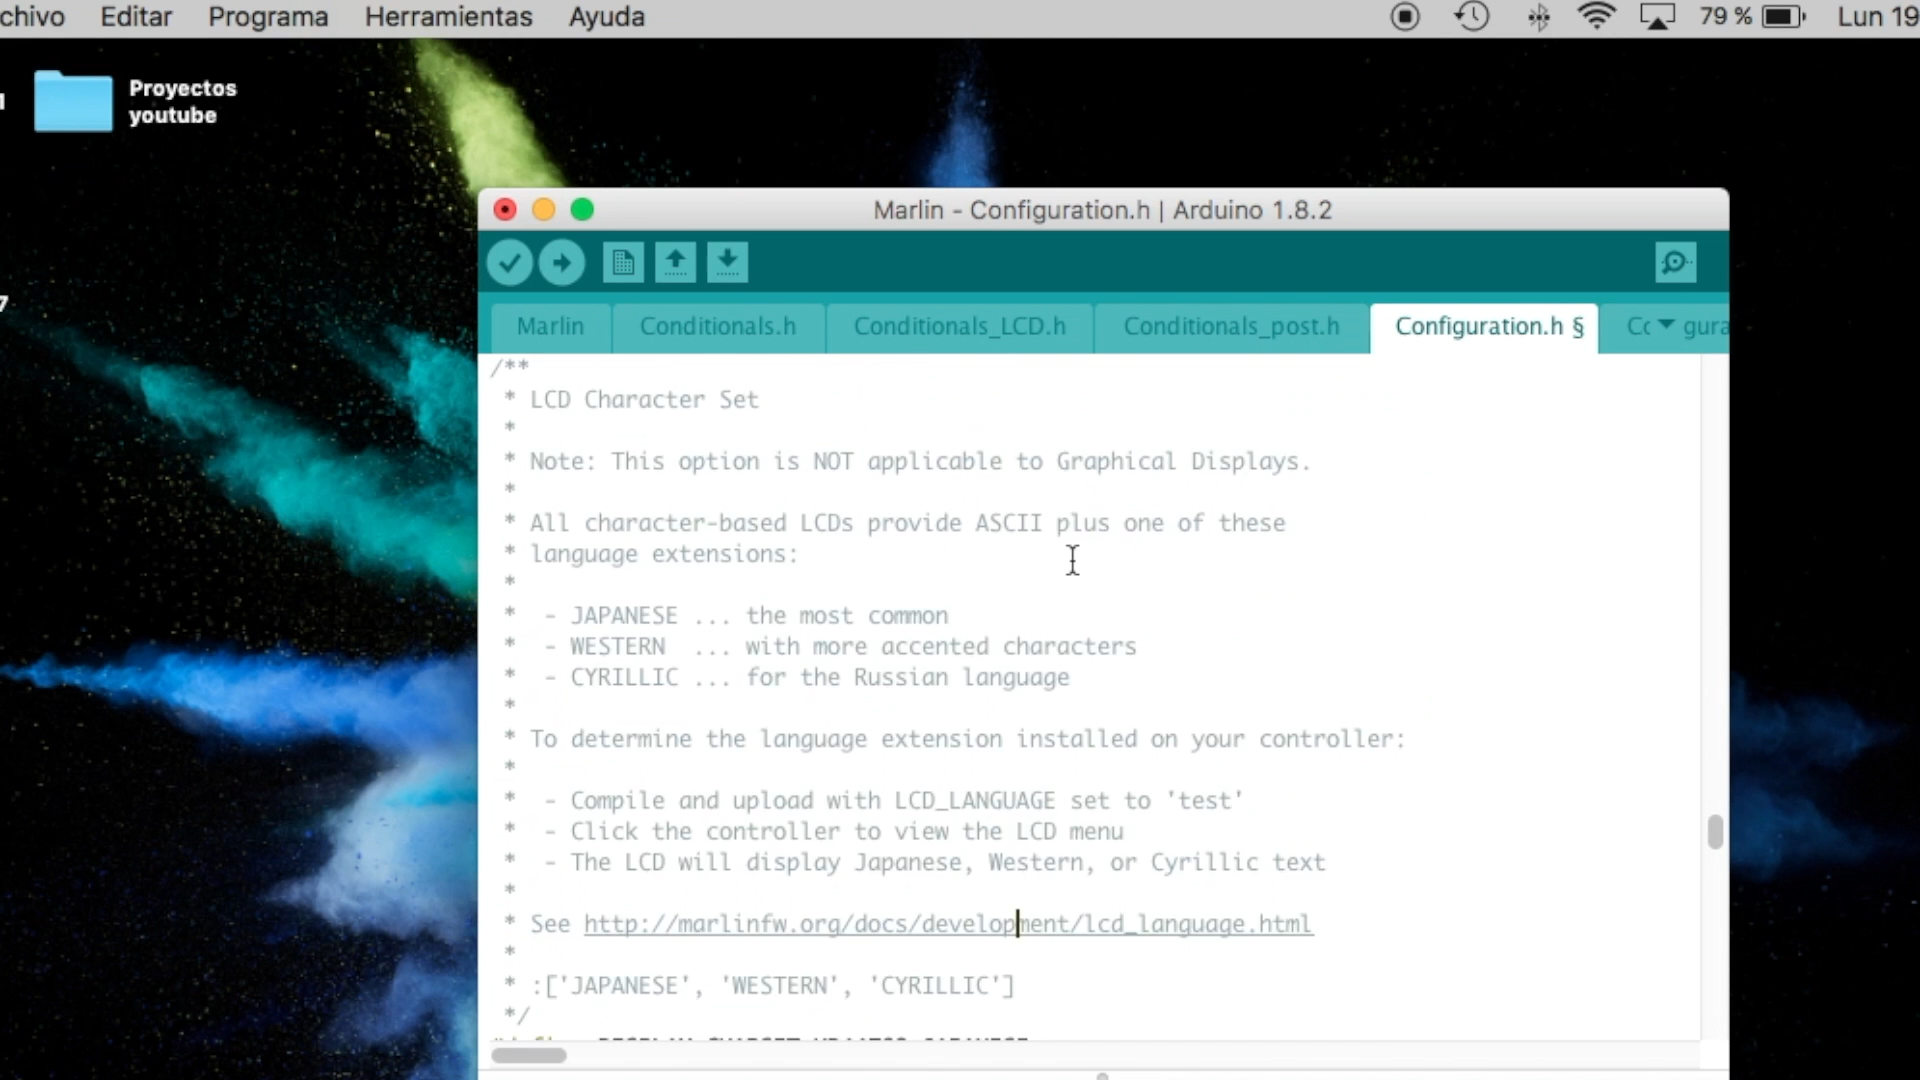 chivo Editar Programa Herramientas Ayuda 79 % Lun 19
Proyectos
youtube
7
Marlin - Configuration.h | Arduino 1.8.2
Marlin Conditionals.h Conditionals_LCD.h Conditionals_post.h Configuration.h § Cc gura
/**
* LCD Character Set
*
* Note: This option is NOT applicable to Graphical Displays.
*
* All character-based LCDs provide ASCII plus one of these
* language extensions:
*
* - JAPANESE ... the most common
* - WESTERN ... with more accented characters
* - CYRILLIC ... for the Russian language
*
* To determine the language extension installed on your controller:
*
* - Compile and upload with LCD_LANGUAGE set to 'test'
* - Click the controller to view the LCD menu
* - The LCD will display Japanese, Western, or Cyrillic text
*
* See http://marlinfw.org/docs/development/lcd_language.html
*
* :['JAPANESE', 'WESTERN', 'CYRILLIC']
*/